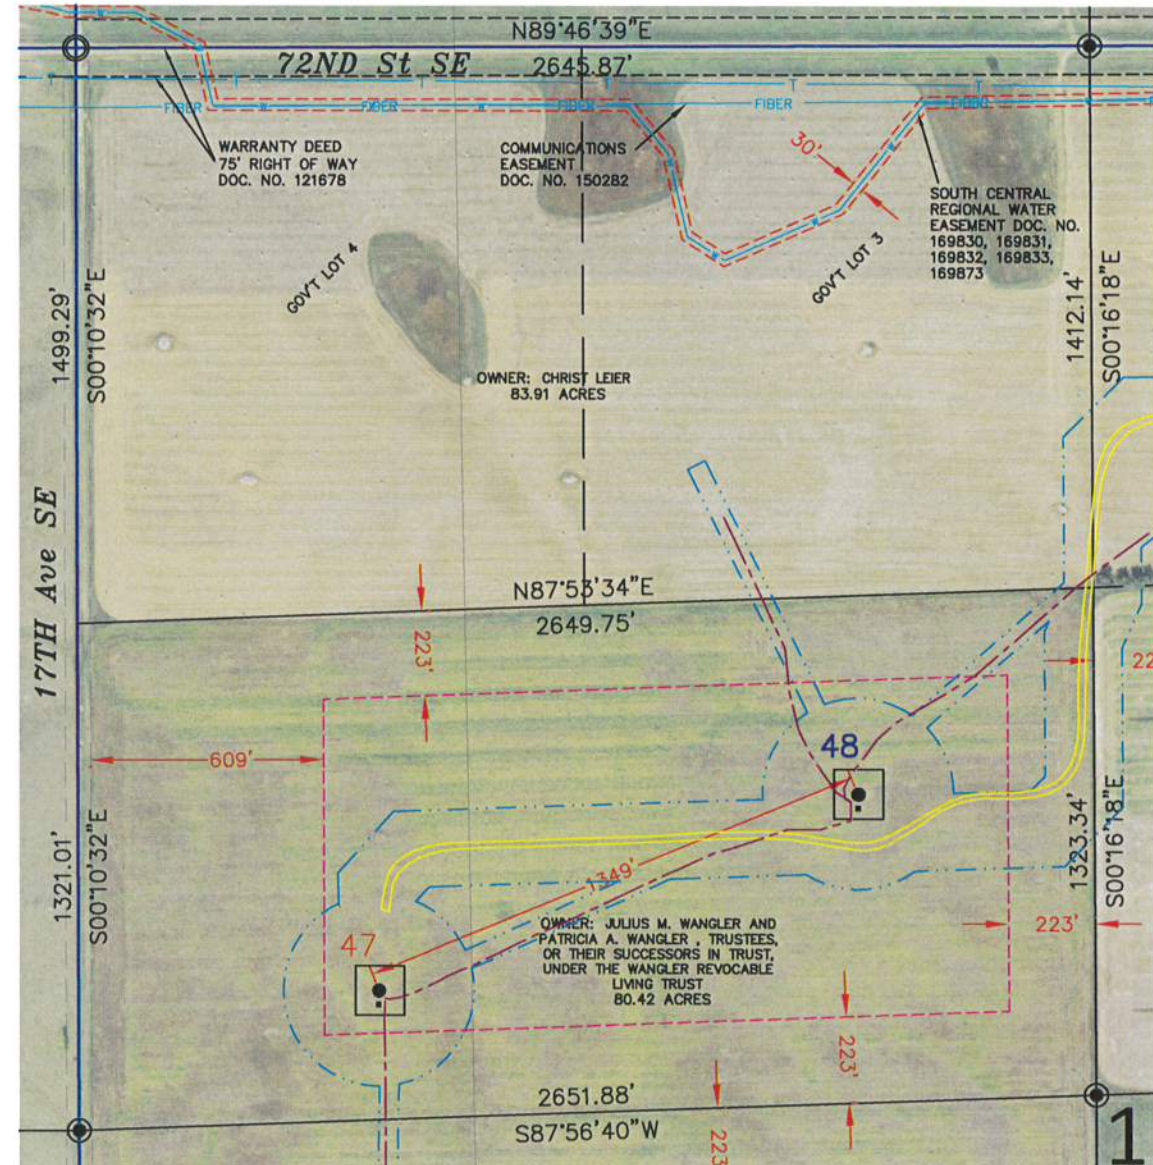 N89°46'39"E
72ND St SE
2645.87'
FIBER
FIBER
FIBER
FIBER
WARRANTY DEED
75' RIGHT OF WAY
DOC. NO. 121678
COMMUNICATIONS
EASEMENT
DOC. NO. 150282
30'
SOUTH CENTRAL
REGIONAL WATER
EASEMENT DOC. NO.
169830, 169831,
169832, 169833,
169873
GOV'T LOT 4
GOV'T LOT 3
1499.29'
S00°10'32"E
1412.14'
S00°16'18"E
OWNER: CHRIST LEIER
83.91 ACRES
17TH Ave SE
N87°53'34"E
2649.75'
223'
22
609'
48
1321.01'
S00°10'32"E
1323.34'
S00°16'18"E
1349'
47
OWNER: JULIUS M. WANGLER AND
PATRICIA A. WANGLER , TRUSTEES,
OR THEIR SUCCESSORS IN TRUST,
UNDER THE WANGLER REVOCABLE
LIVING TRUST
80.42 ACRES
223'
223'
2651.88'
S87°56'40"W
223
1